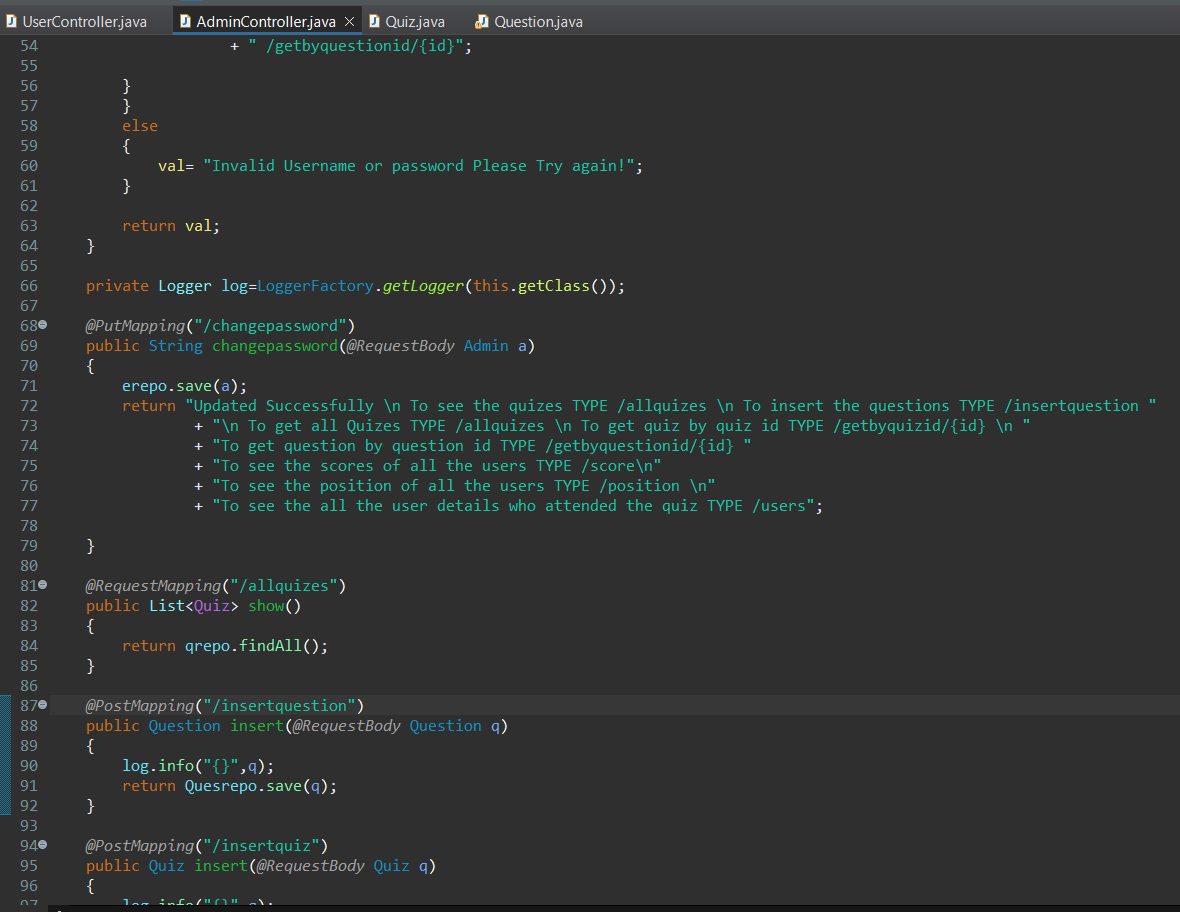 UserController.java AdminController.java Quiz.java Question.java
54 + " /getbyquestionid/{id}";
55
56 }
57 }
58 else
59 {
60 val= "Invalid Username or password Please Try again!";
61 }
62
63 return val;
64 }
65
66 private Logger log=LoggerFactory.getLogger(this.getClass());
67
68 @PutMapping("/changepassword")
69 public String changepassword(@RequestBody Admin a)
70 {
71 erepo.save(a);
72 return "Updated Successfully \n To see the quizes TYPE /allquizes \n To insert the questions TYPE /insertquestion "
73 + "\n To get all Quizes TYPE /allquizes \n To get quiz by quiz id TYPE /getbyquizid/{id} \n "
74 + "To get question by question id TYPE /getbyquestionid/{id} "
75 + "To see the scores of all the users TYPE /score\n"
76 + "To see the position of all the users TYPE /position \n"
77 + "To see the all the user details who attended the quiz TYPE /users";
78
79 }
80
81 @RequestMapping("/allquizes")
82 public List<Quiz> show()
83 {
84 return qrepo.findAll();
85 }
86
87 @PostMapping("/insertquestion")
88 public Question insert(@RequestBody Question q)
89 {
90 log.info("{}",q);
91 return Quesrepo.save(q);
92 }
93
94 @PostMapping("/insertquiz")
95 public Quiz insert(@RequestBody Quiz q)
96 {
97 log.info("{}",q);